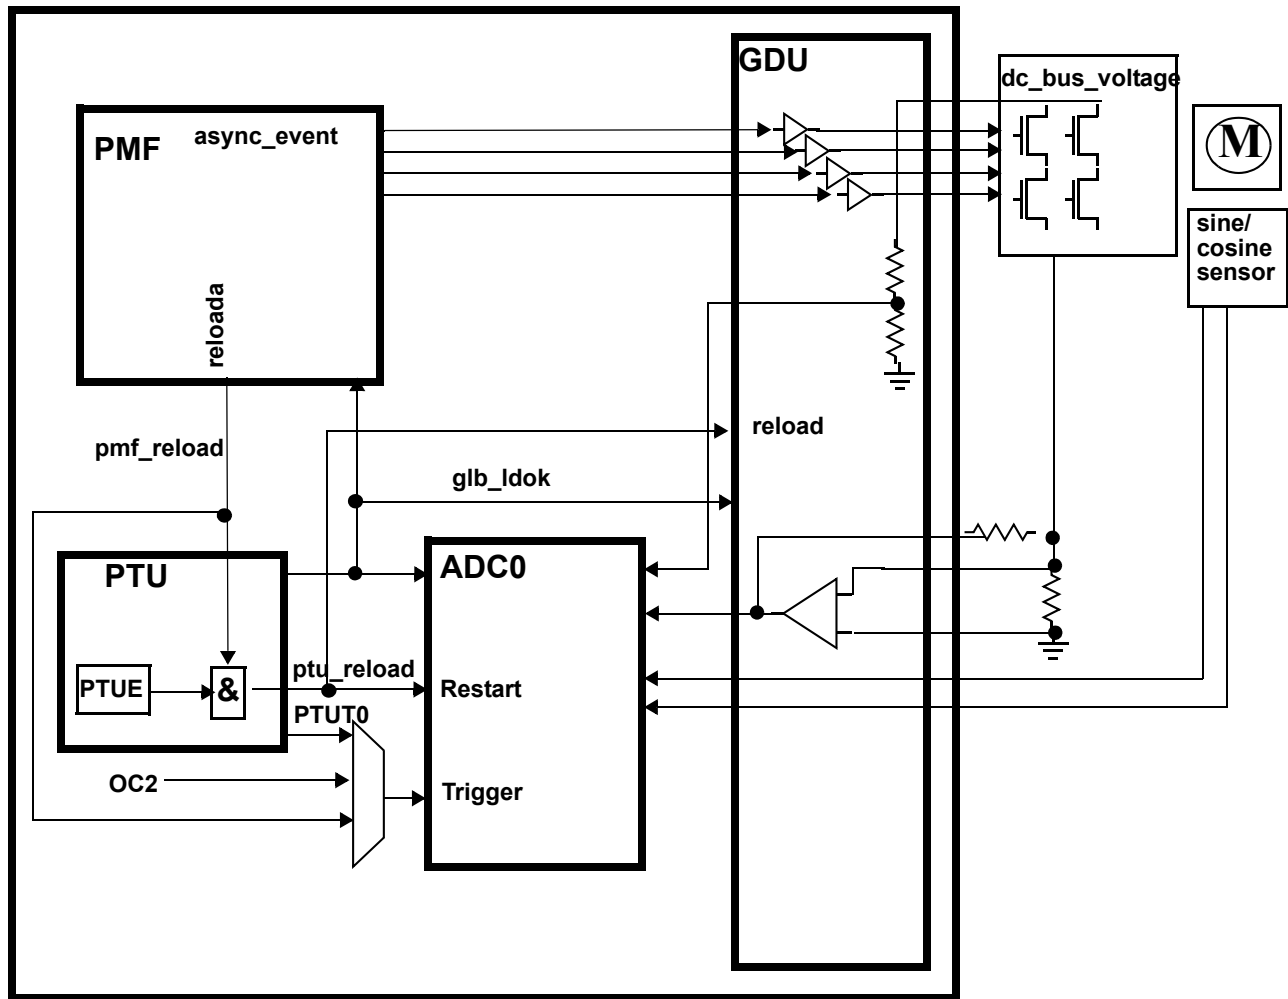 GDU
dc_bus_voltage
PMF
async_event
M
sine/
cosine
sensor
reloada
pmf_reload
reload
glb_ldok
PTU
ADC0
PTUE
&
ptu_reload
Restart
PTUT0
OC2
Trigger